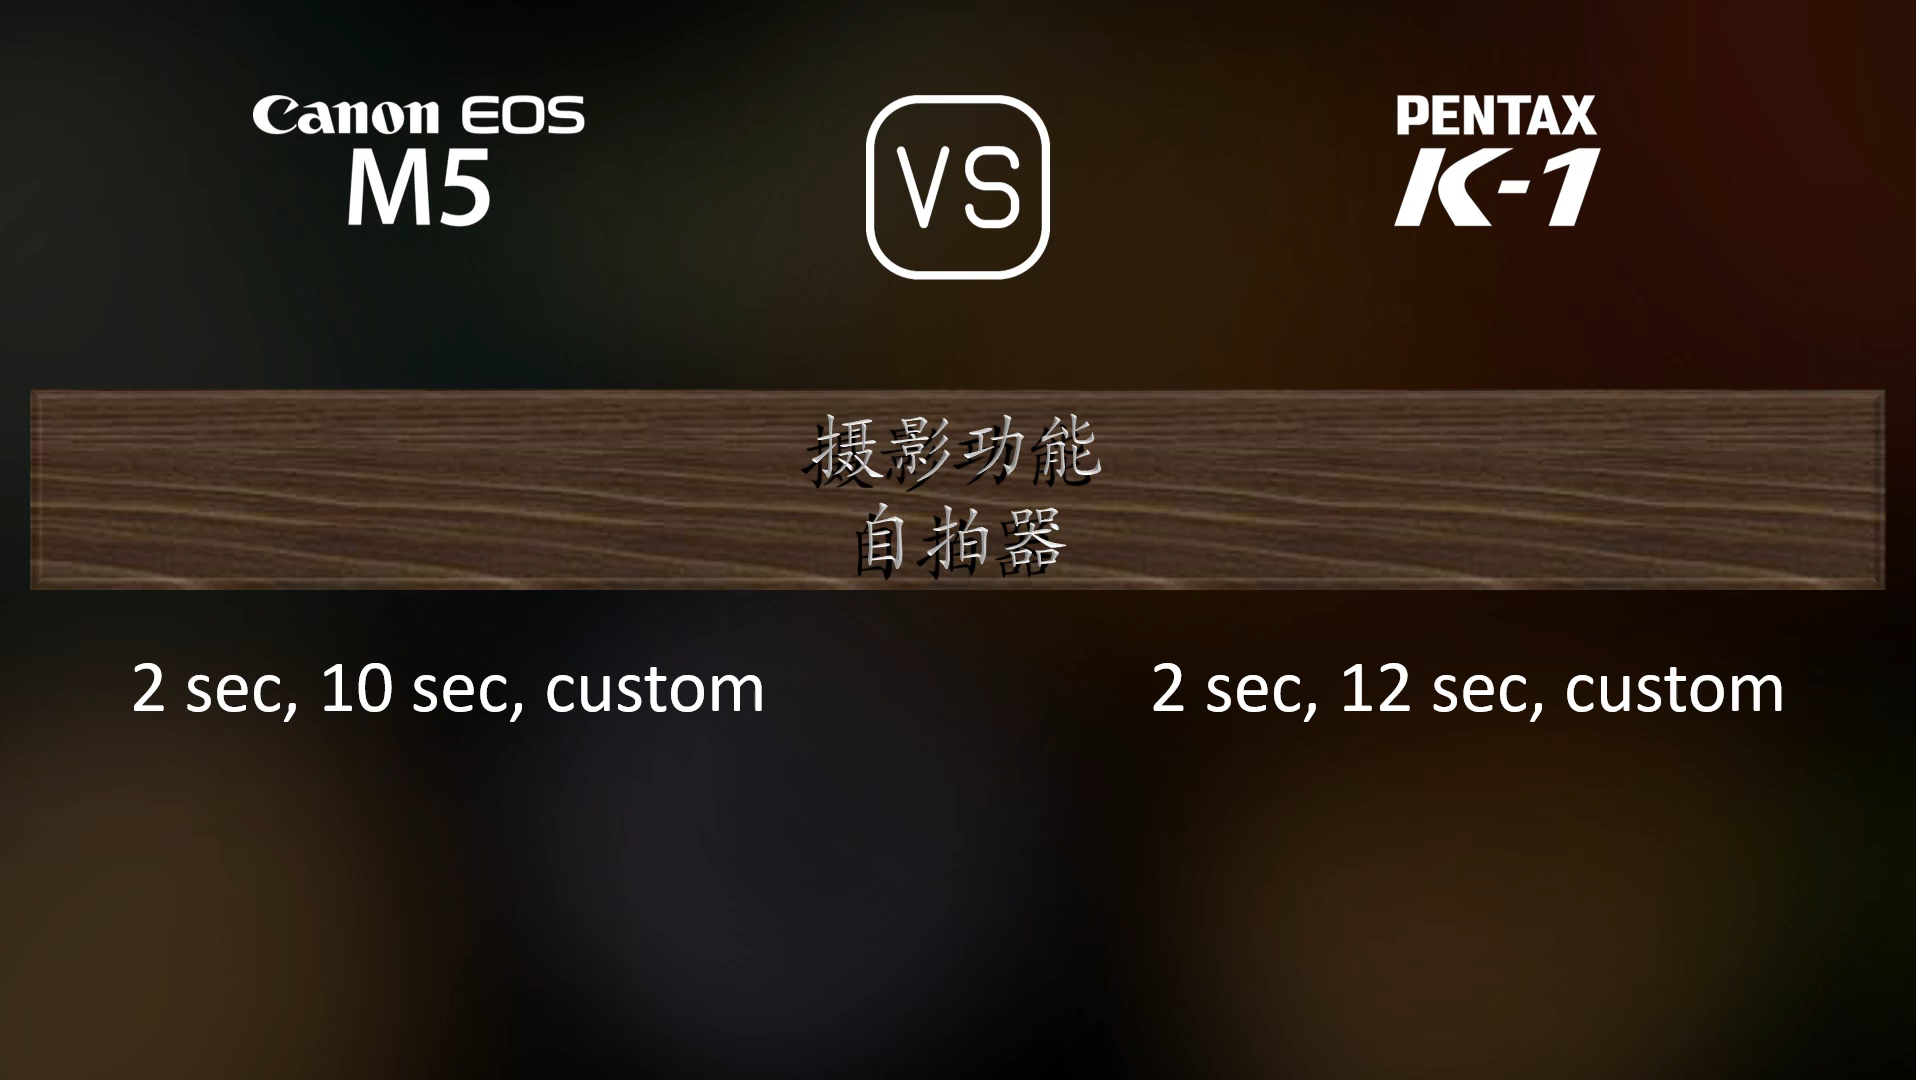 Canon EOS
M5
VS
PENTAX
K-1
摄影功能
自拍器
2 sec, 10 sec, custom
2 sec, 12 sec, custom